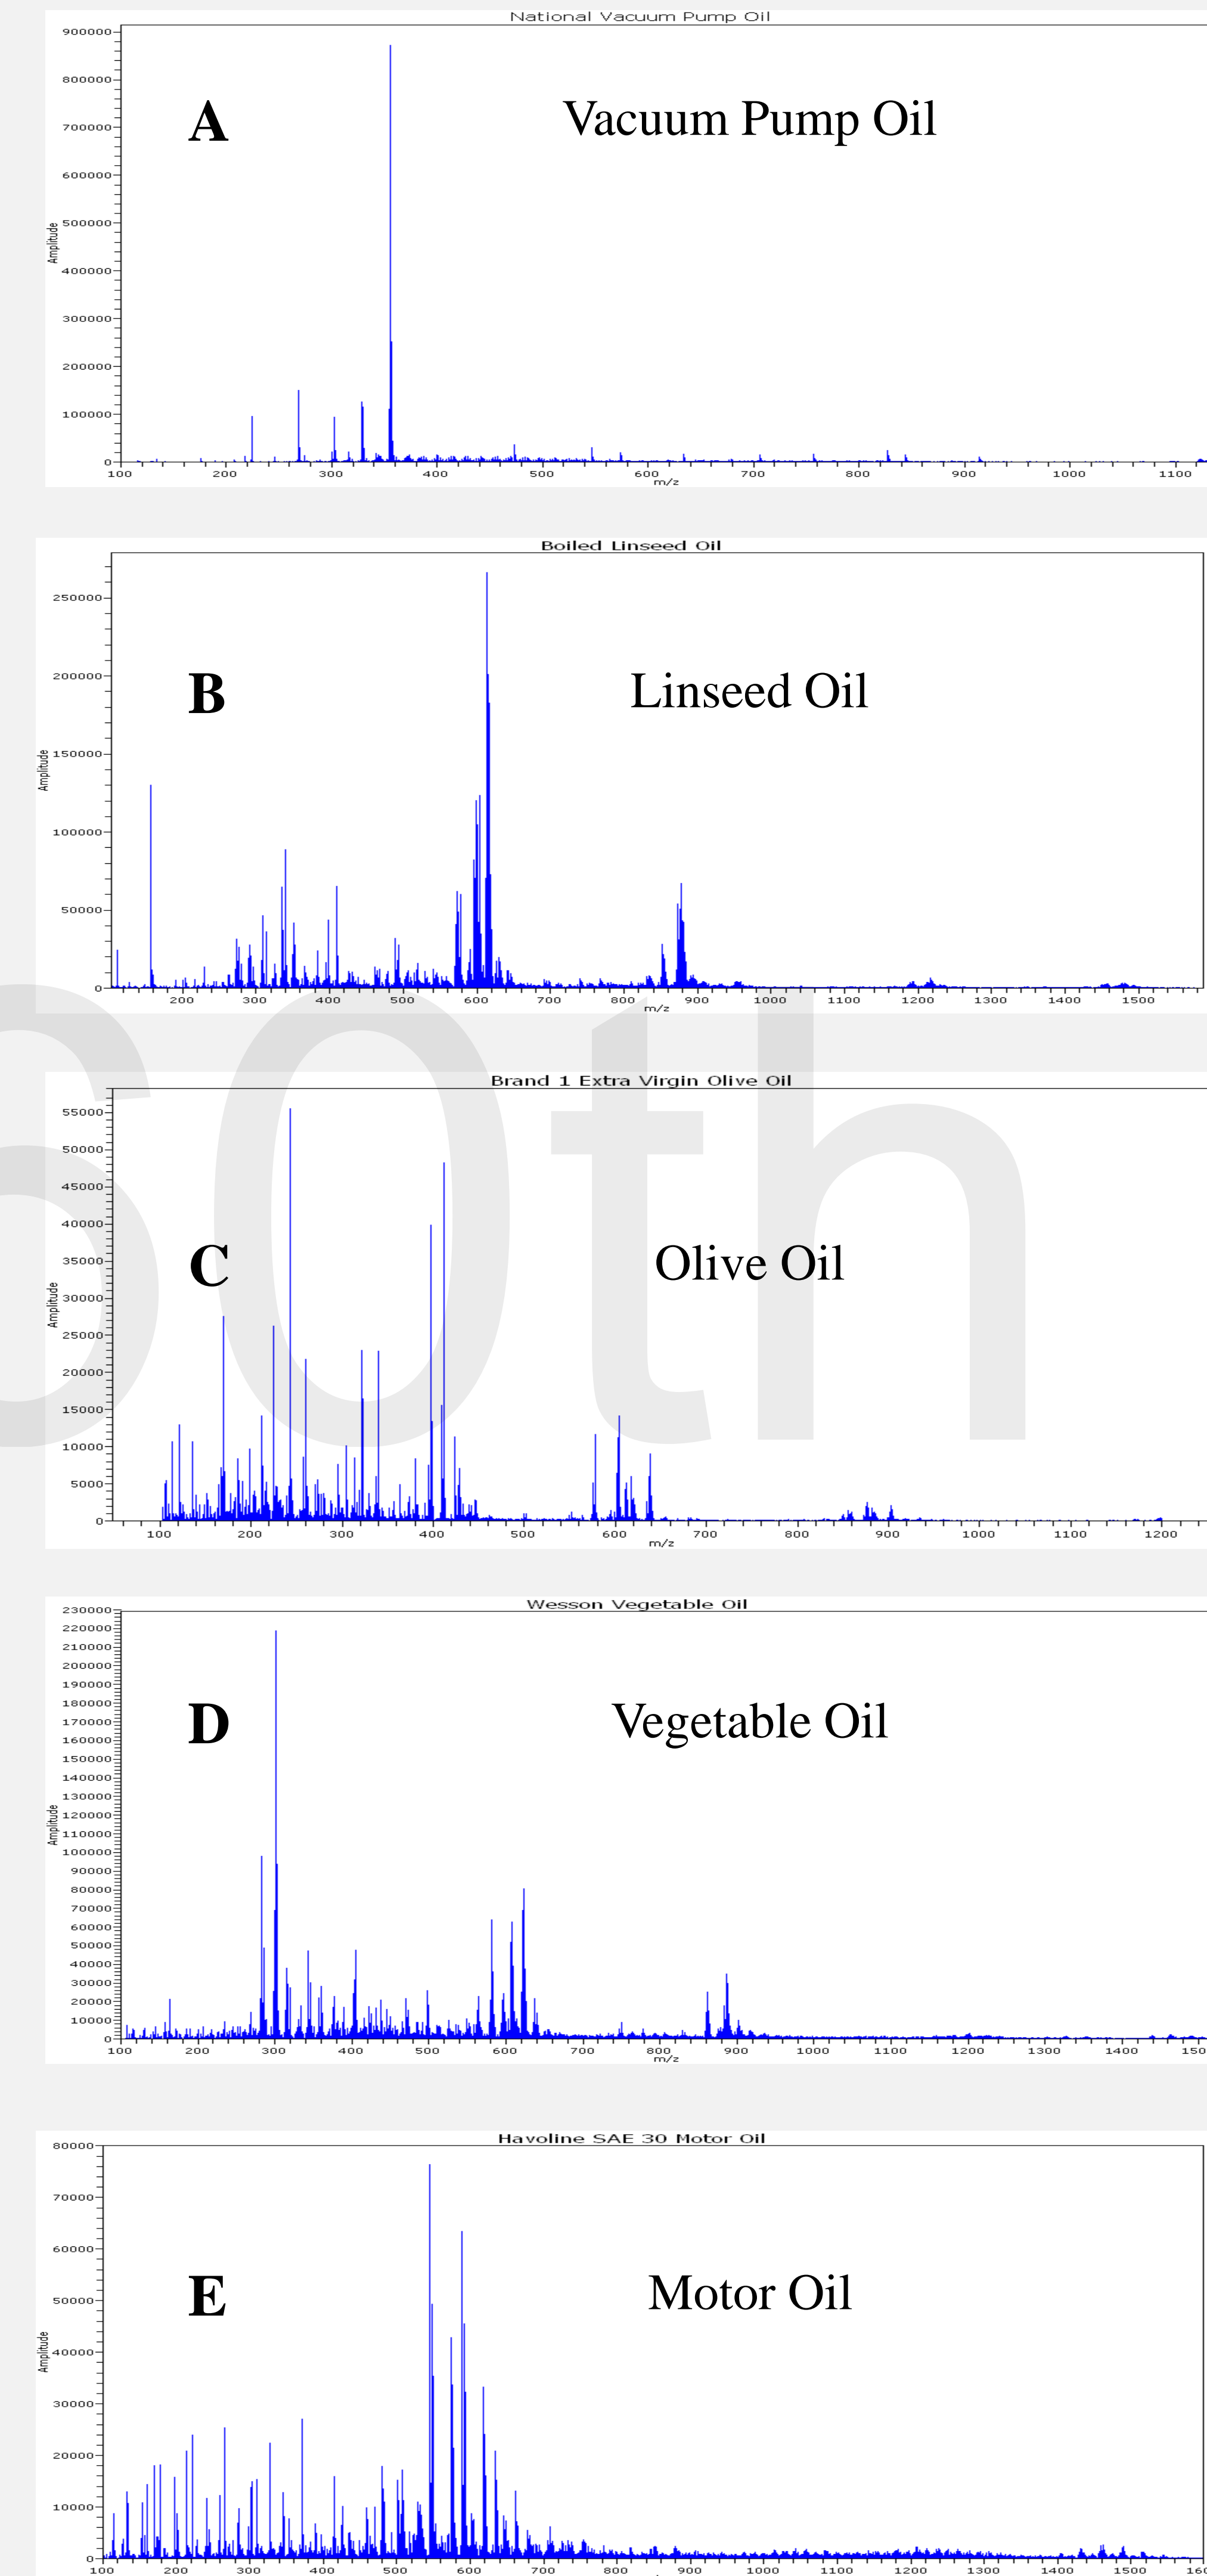 National Vacuum Pump Oil
A
Vacuum Pump Oil
Amplitude
900000
800000
700000
600000
500000
400000
300000
200000
100000
0
100 200 300 400 500 600 700 800 900 1000 1100
m/z
Boiled Linseed Oil
B
Linseed Oil
Amplitude
250000
200000
150000
100000
50000
0
200 300 400 500 600 700 800 900 1000 1100 1200 1300 1400 1500
m/z
60th
Brand 1 Extra Virgin Olive Oil
C
Olive Oil
Amplitude
55000
50000
45000
40000
35000
30000
25000
20000
15000
10000
5000
0
100 200 300 400 500 600 700 800 900 1000 1100 1200
m/z
Wesson Vegetable Oil
D
Vegetable Oil
Amplitude
230000
220000
210000
200000
190000
180000
170000
160000
150000
140000
130000
120000
110000
100000
90000
80000
70000
60000
50000
40000
30000
20000
10000
0
100 200 300 400 500 600 700 800 900 1000 1100 1200 1300 1400 150
m/z
Havoline SAE 30 Motor Oil
E
Motor Oil
Amplitude
80000
70000
60000
50000
40000
30000
20000
10000
0
100 200 300 400 500 600 700 800 900 1000 1100 1200 1300 1400 1500 160